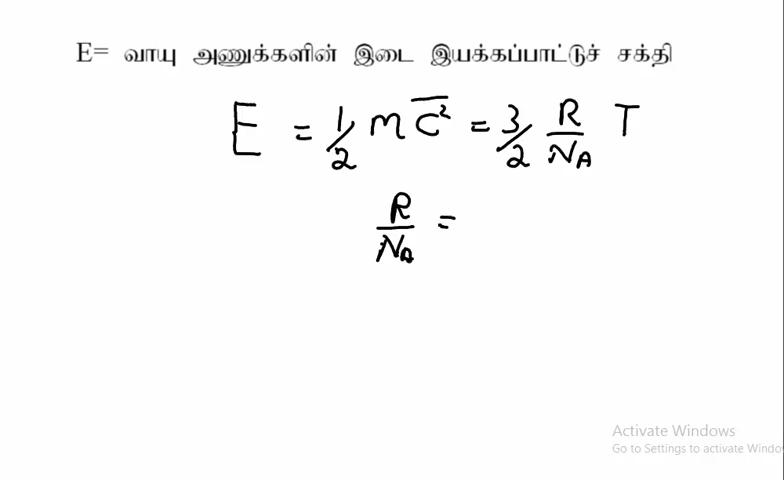 E= வாயு அணுக்களின் இடை இயக்கப்பாட்டுச் சக்தி
E = 1/2 m c̅² = 3/2 R/N_A T
R/N_A =
Activate Windows
Go to Settings to activate Windo